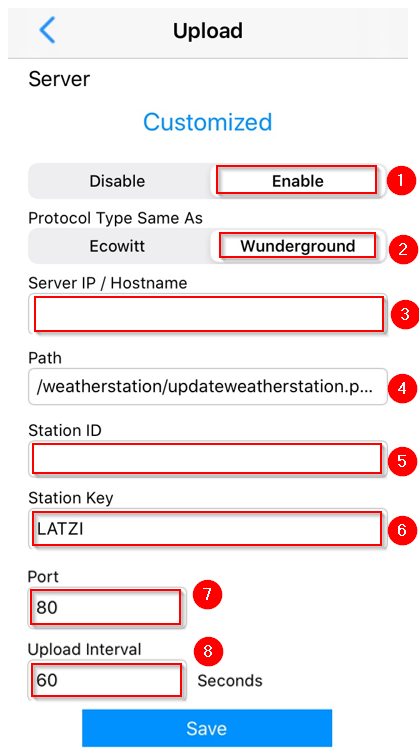 Upload
Server
Customized
Disable Enable 1
Protocol Type Same As
Ecowitt Wunderground 2
Server IP / Hostname
3
Path
/weatherstation/updateweatherstation.p... 4
Station ID
5
Station Key
LATZI 6
Port
7
80
Upload Interval
8
60 Seconds
Save